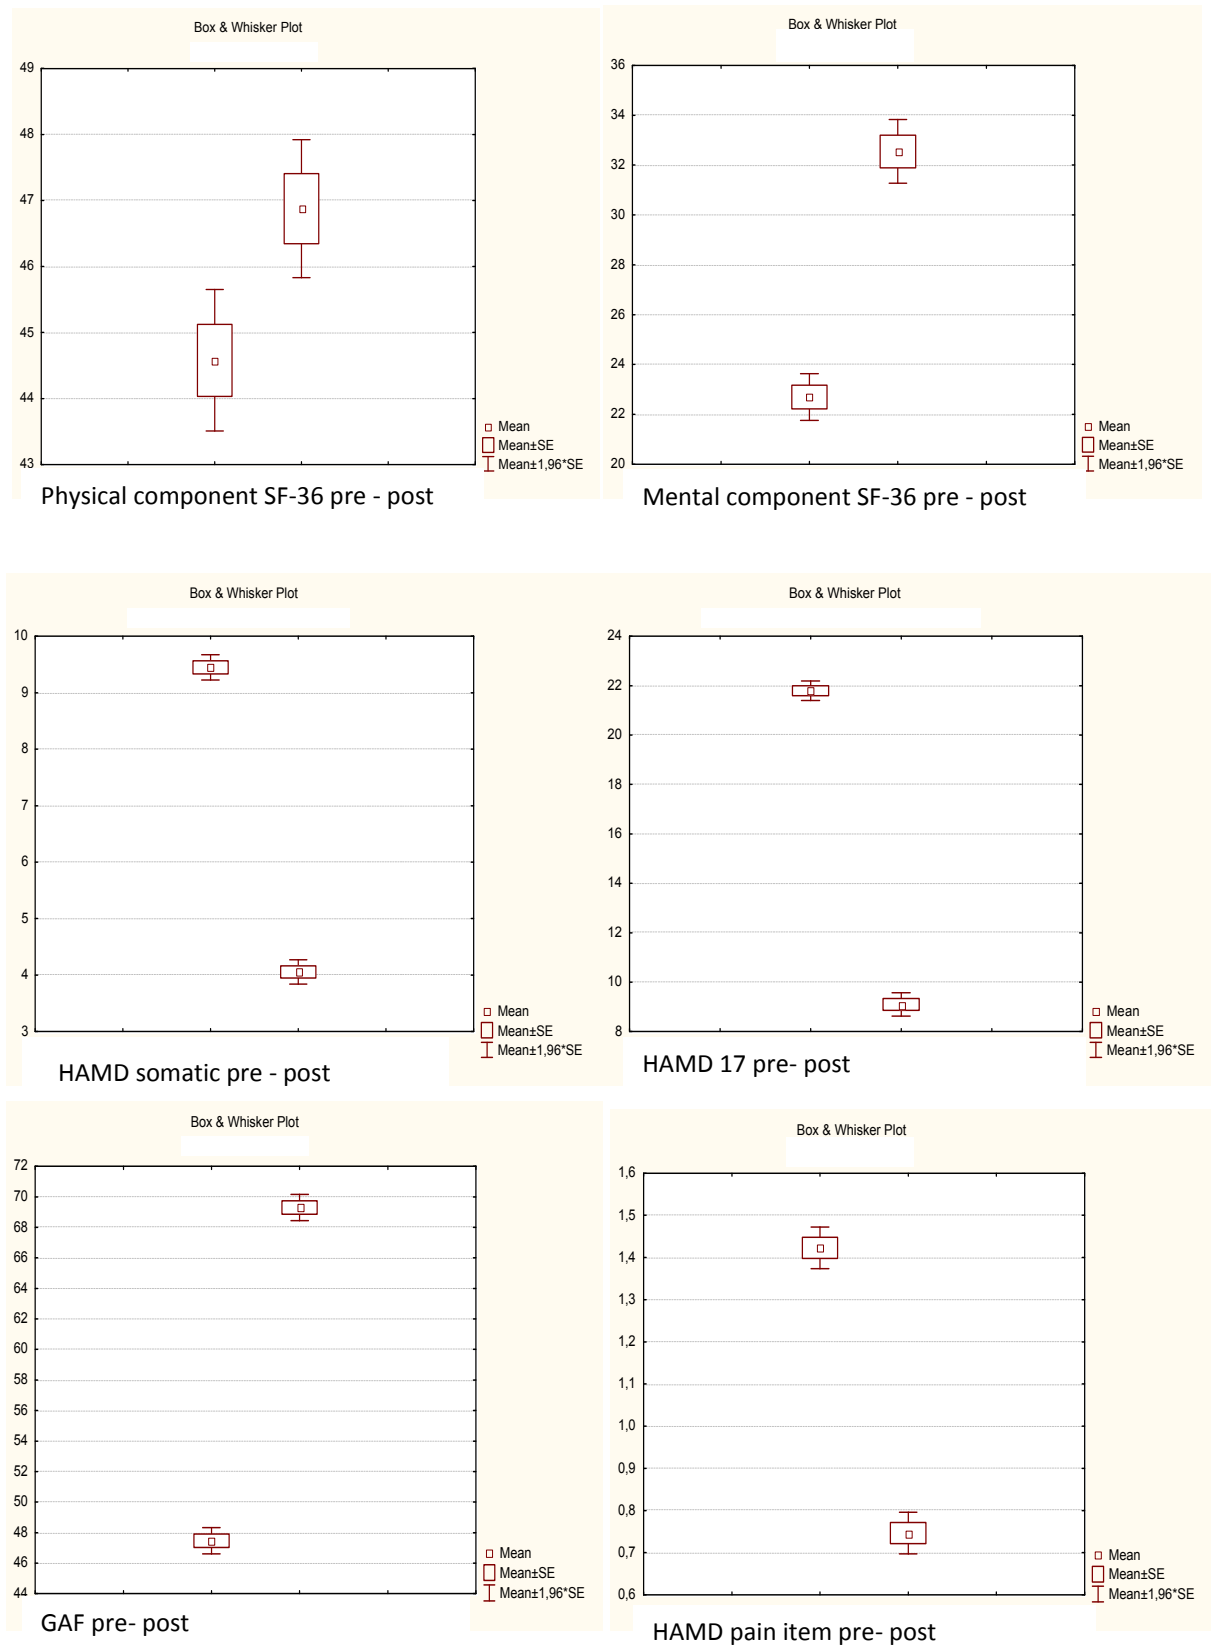 Box & Whisker Plot
49
48
47
46
45
44
43
Mean
Mean±SE
Mean±1,96*SE
Physical component SF-36 pre - post
Box & Whisker Plot
36
34
32
30
28
26
24
22
20
Mean
Mean±SE
Mean±1,96*SE
Mental component SF-36 pre - post
Box & Whisker Plot
10
9
8
7
6
5
4
3
Mean
Mean±SE
Mean±1,96*SE
HAMD somatic pre - post
Box & Whisker Plot
24
22
20
18
16
14
12
10
8
Mean
Mean±SE
Mean±1,96*SE
HAMD 17 pre- post
Box & Whisker Plot
72
70
68
66
64
62
60
58
56
54
52
50
48
46
44
Mean
Mean±SE
Mean±1,96*SE
GAF pre- post
Box & Whisker Plot
1,6
1,5
1,4
1,3
1,2
1,1
1,0
0,9
0,8
0,7
0,6
Mean
Mean±SE
Mean±1,96*SE
HAMD pain item pre- post